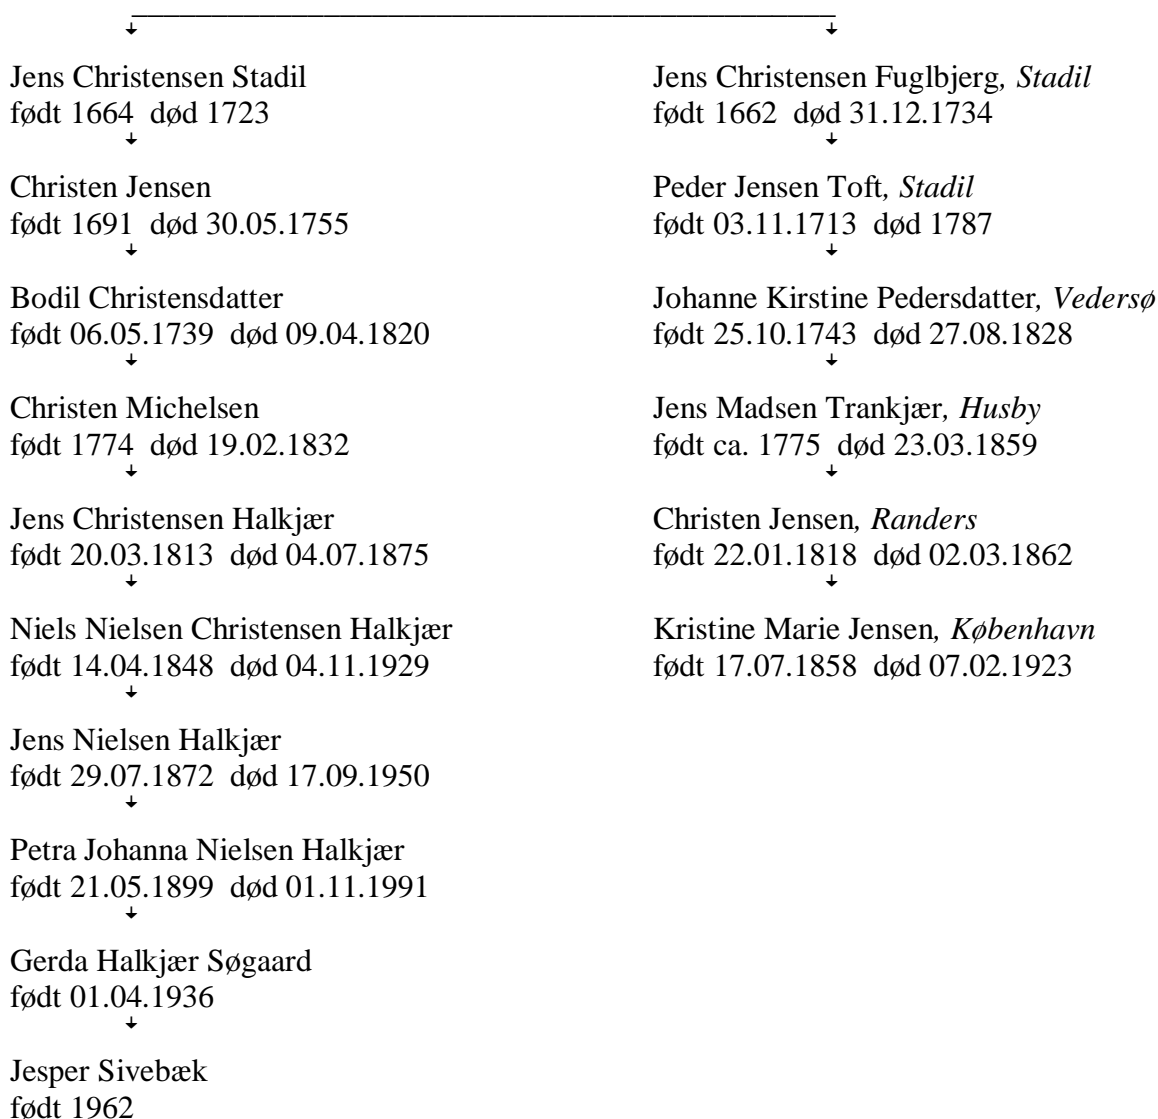 Jens Christensen Stadil
født 1664 død 1723
Christen Jensen
født 1691 død 30.05.1755
Bodil Christensdatter
født 06.05.1739 død 09.04.1820
Christen Michelsen
født 1774 død 19.02.1832
Jens Christensen Halkjær
født 20.03.1813 død 04.07.1875
Niels Nielsen Christensen Halkjær
født 14.04.1848 død 04.11.1929
Jens Nielsen Halkjær
født 29.07.1872 død 17.09.1950
Petra Johanna Nielsen Halkjær
født 21.05.1899 død 01.11.1991
Gerda Halkjær Søgaard
født 01.04.1936
Jesper Sivebæk
født 1962
Jens Christensen Fuglbjerg, Stadil
født 1662 død 31.12.1734
Peder Jensen Toft, Stadil
født 03.11.1713 død 1787
Johanne Kirstine Pedersdatter, Vedersø
født 25.10.1743 død 27.08.1828
Jens Madsen Trankjær, Husby
født ca. 1775 død 23.03.1859
Christen Jensen, Randers
født 22.01.1818 død 02.03.1862
Kristine Marie Jensen, København
født 17.07.1858 død 07.02.1923